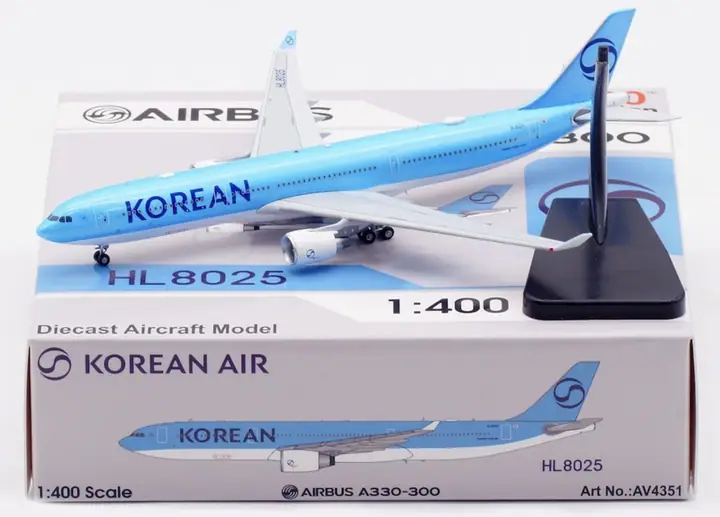 AIRBUS
HL8025
KOREAN
HL8025
1:400
Diecast Aircraft Model
KOREAN AIR
KOREAN
HL8025
1:400 Scale
AIRBUS A330-300
Art No.:AV4351